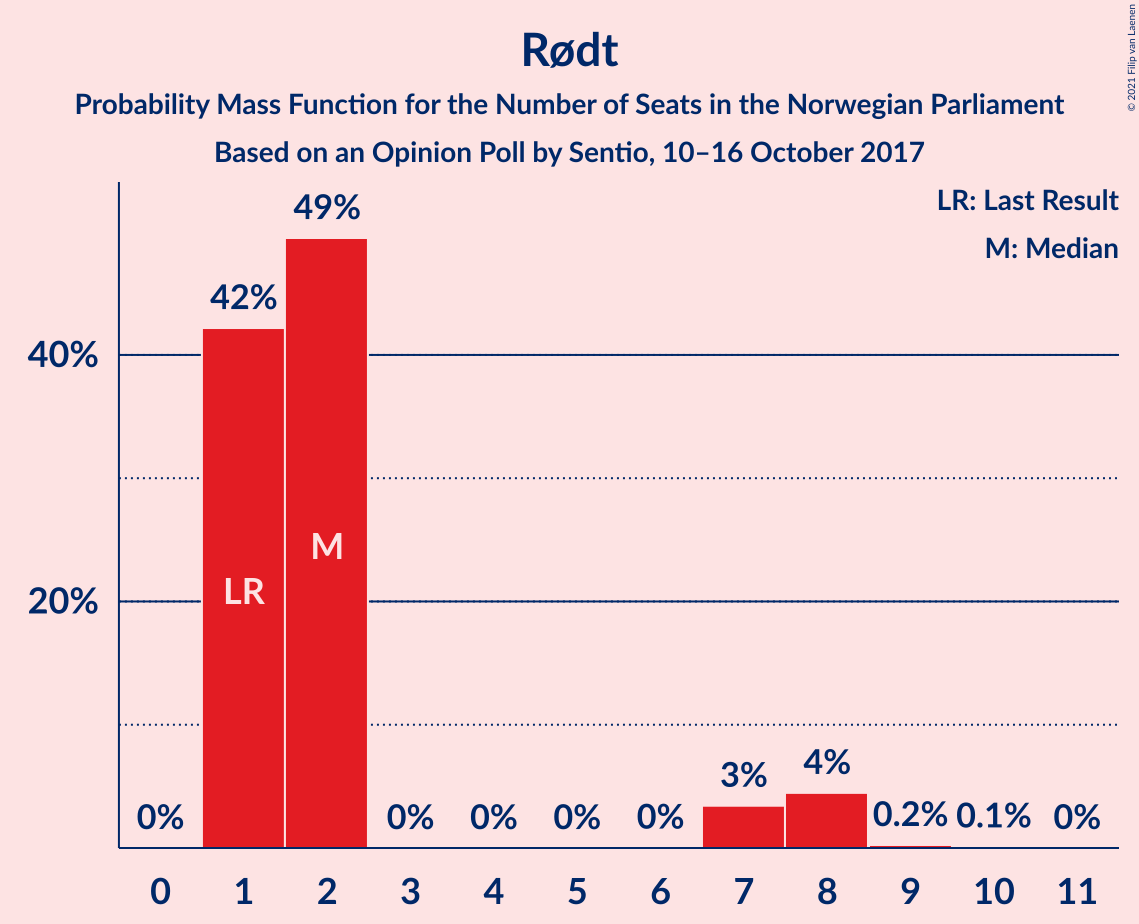 Rødt
Probability Mass Function for the Number of Seats in the Norwegian Parliament
Based on an Opinion Poll by Sentio, 10–16 October 2017
© 2021 Filip van Laenen
LR: Last Result
M: Median
49%
42%
40%
M
LR
20%
4%
3%
0% 0% 0% 0% 0% 0.2% 0.1% 0%
0 1 2 3 4 5 6 7 8 9 10 11